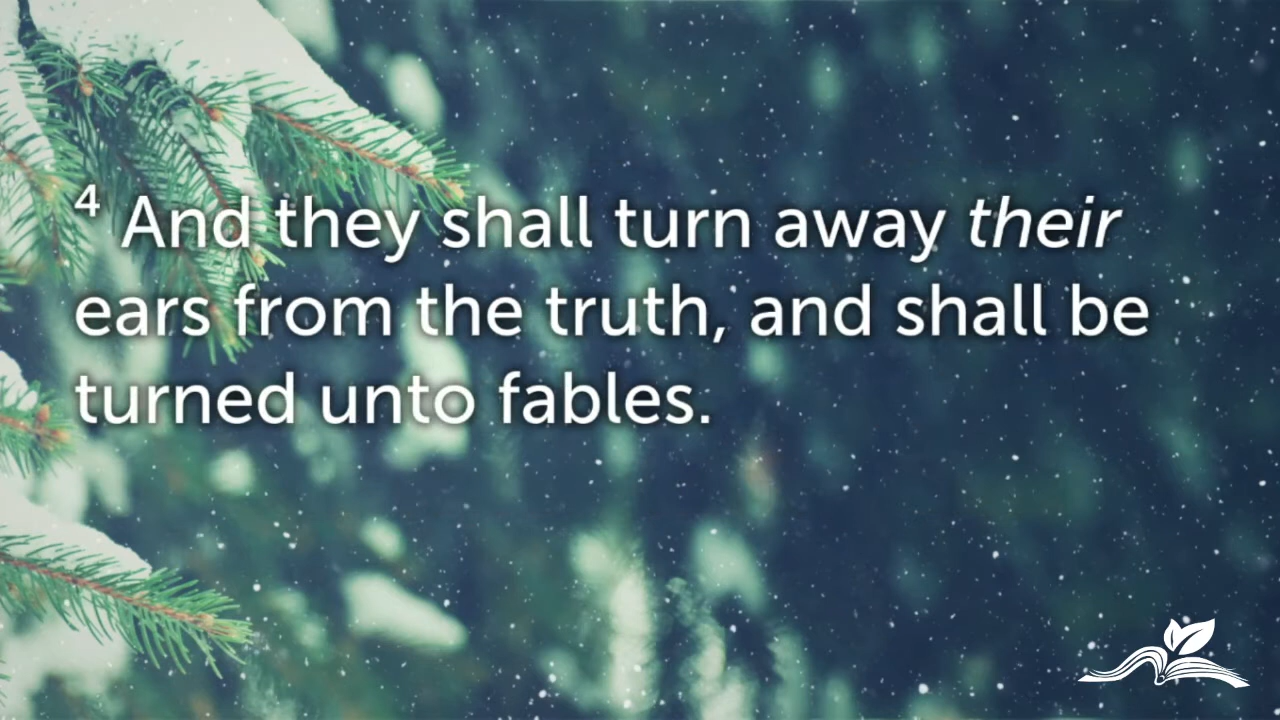 ⁴ And they shall turn away their
ears from the truth, and shall be
turned unto fables.